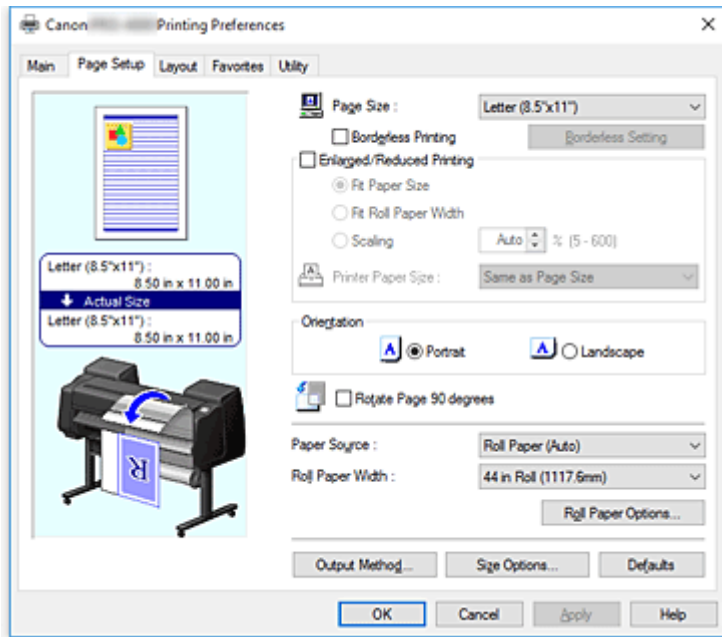 Canon Printing Preferences
Main Page Setup Layout Favorites Utility
Page Size : Letter (8.5"x11")
Borderless Printing Borderless Setting
Enlarged/Reduced Printing
Fit Paper Size
Fit Roll Paper Width
Scaling Auto % (5 - 600)
Printer Paper Size : Same as Page Size
Letter (8.5"x11") :
8.50 in x 11.00 in
Actual Size
Letter (8.5"x11") :
8.50 in x 11.00 in
Orientation
A Portrait A Landscape
Rotate Page 90 degrees
R
Paper Source : Roll Paper (Auto)
Roll Paper Width : 44 in Roll (1117.6mm)
Roll Paper Options...
Output Method... Size Options... Defaults
OK Cancel Apply Help